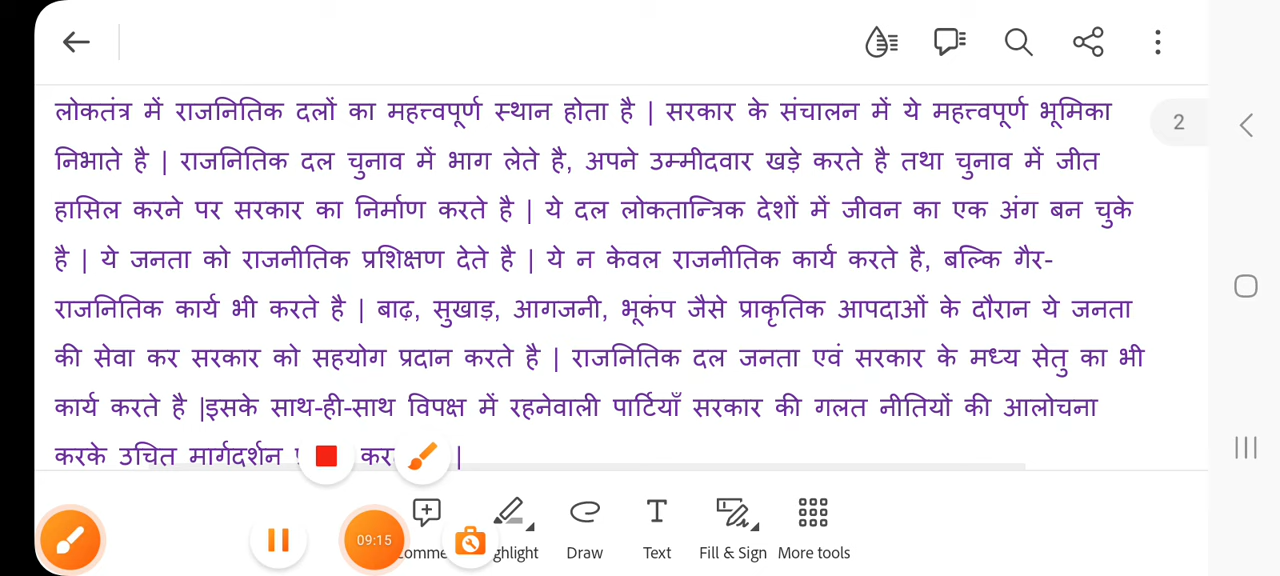 2
लोकतंत्र में राजनितिक दलों का महत्त्वपूर्ण स्थान होता है | सरकार के संचालन में ये महत्त्वपूर्ण भूमिका
निभाते है | राजनितिक दल चुनाव में भाग लेते है, अपने उम्मीदवार खड़े करते है तथा चुनाव में जीत
हासिल करने पर सरकार का निर्माण करते है | ये दल लोकतान्त्रिक देशों में जीवन का एक अंग बन चुके
है | ये जनता को राजनीतिक प्रशिक्षण देते है | ये न केवल राजनीतिक कार्य करते है, बल्कि गैर-
राजनितिक कार्य भी करते है | बाढ़, सुखाड़, आगजनी, भूकंप जैसे प्राकृतिक आपदाओं के दौरान ये जनता
की सेवा कर सरकार को सहयोग प्रदान करते है | राजनितिक दल जनता एवं सरकार के मध्य सेतु का भी
कार्य करते है |इसके साथ-ही-साथ विपक्ष में रहनेवाली पार्टियाँ सरकार की गलत नीतियों की आलोचना
करके उचित मार्गदर्शन |
09:15
Draw Text Fill & Sign More tools